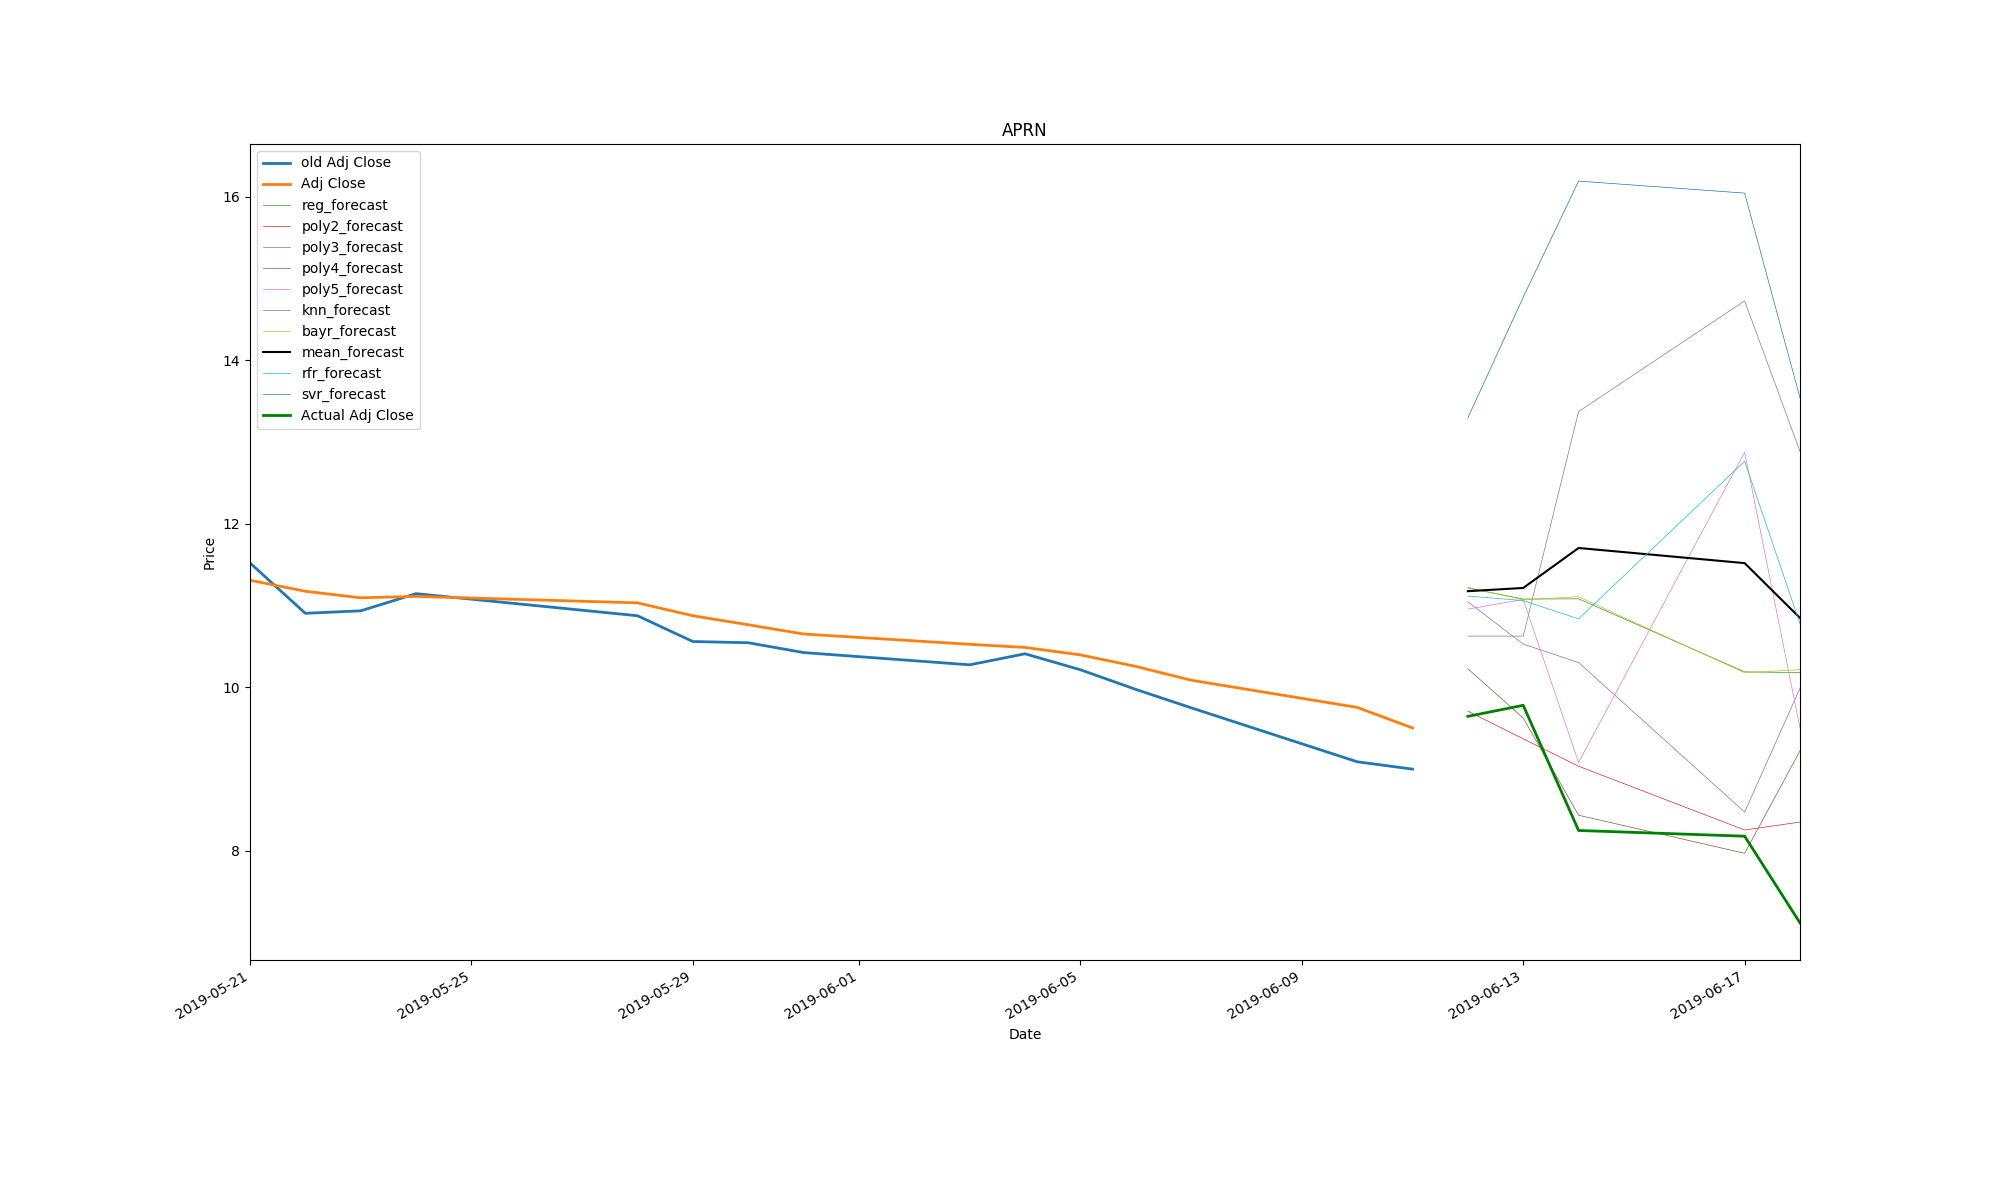 APRN
old Adj Close
Adj Close
reg_forecast
poly2_forecast
poly3_forecast
poly4_forecast
poly5_forecast
knn_forecast
bayr_forecast
mean_forecast
rfr_forecast
svr_forecast
Actual Adj Close
16
14
12
10
8
Price
2019-05-21
2019-05-25
2019-05-29
2019-06-01
2019-06-05
2019-06-09
2019-06-13
2019-06-17
Date